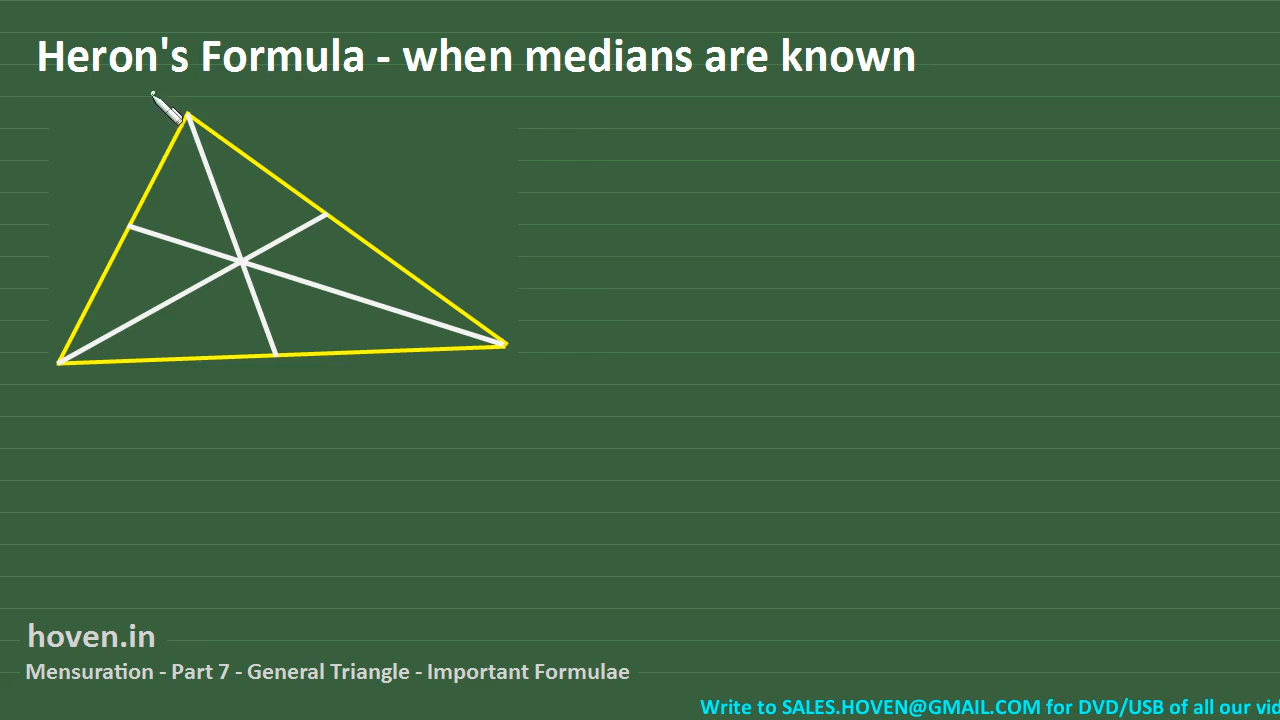 Heron's Formula - when medians are known
hoven.in
Mensuration - Part 7 - General Triangle - Important Formulae
Write to SALES.HOVEN@GMAIL.COM for DVD/USB of all our vid